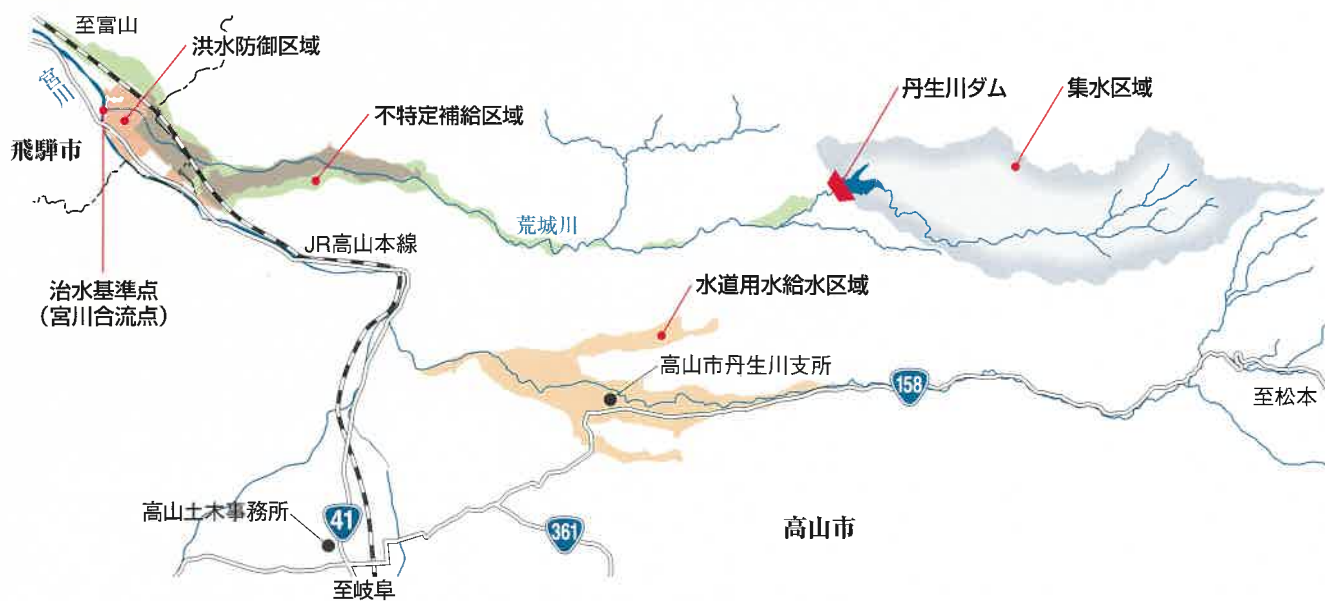 至富山
洪水防御区域
宮川
不特定補給区域
飛騨市
丹生川ダム
集水区域
荒城川
JR高山本線
治水基準点
（宮川合流点）
水道用水給水区域
高山市丹生川支所
158
至松本
高山土木事務所
41
361
高山市
至岐阜